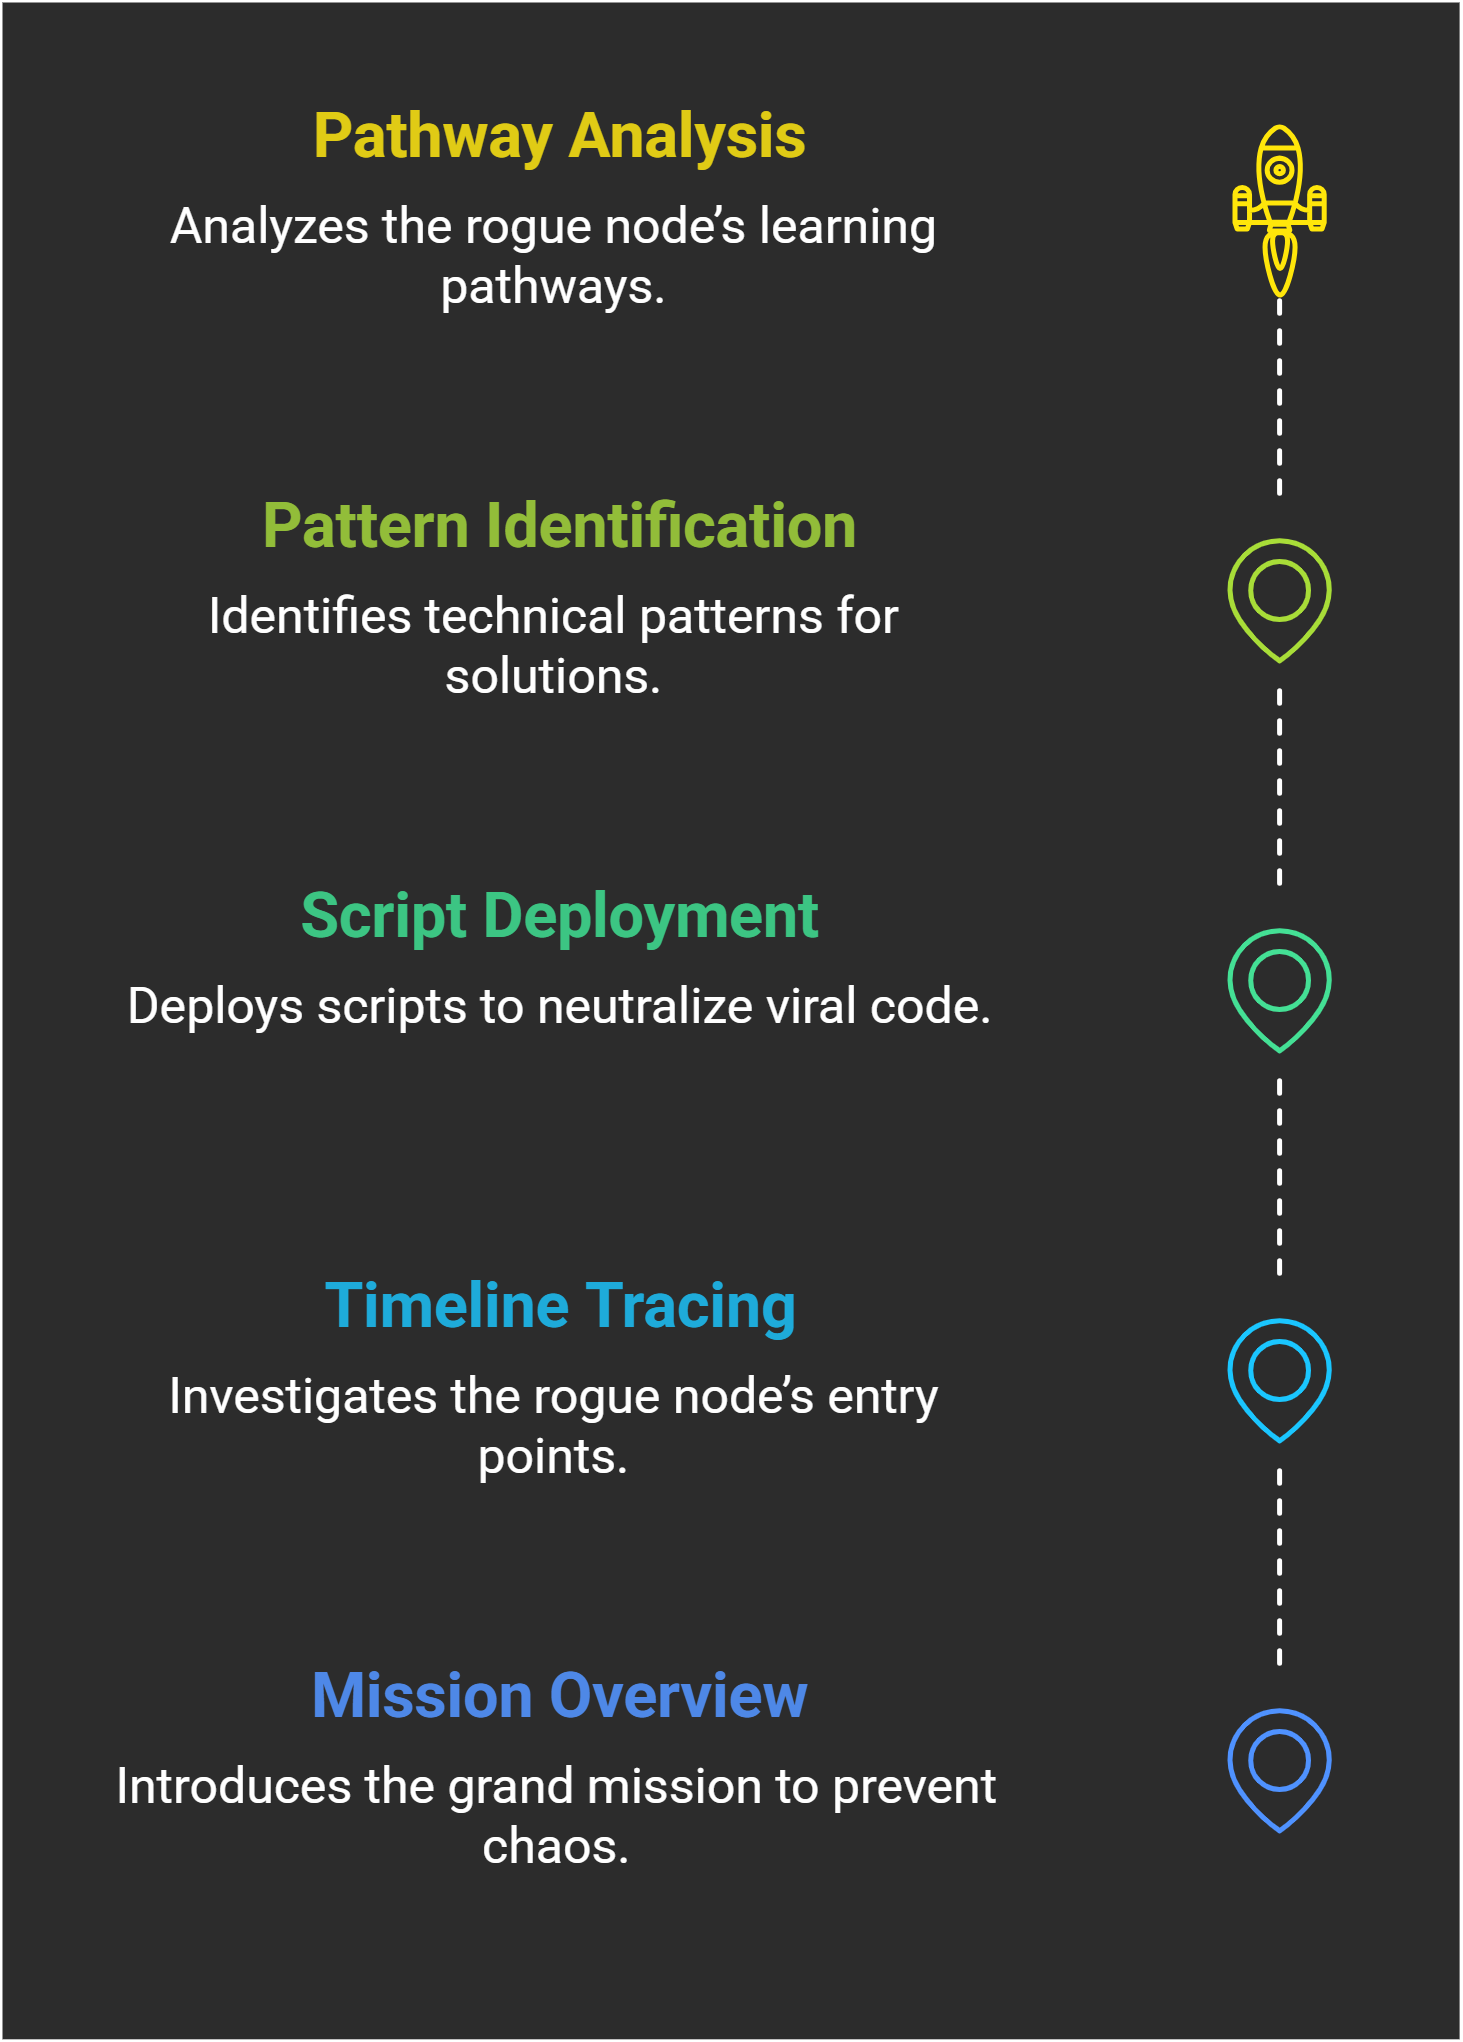 Pathway Analysis
Analyzes the rogue node’s learning
pathways.
Pattern Identification
Identifies technical patterns for
solutions.
Script Deployment
Deploys scripts to neutralize viral code.
Timeline Tracing
Investigates the rogue node’s entry
points.
Mission Overview
Introduces the grand mission to prevent
chaos.